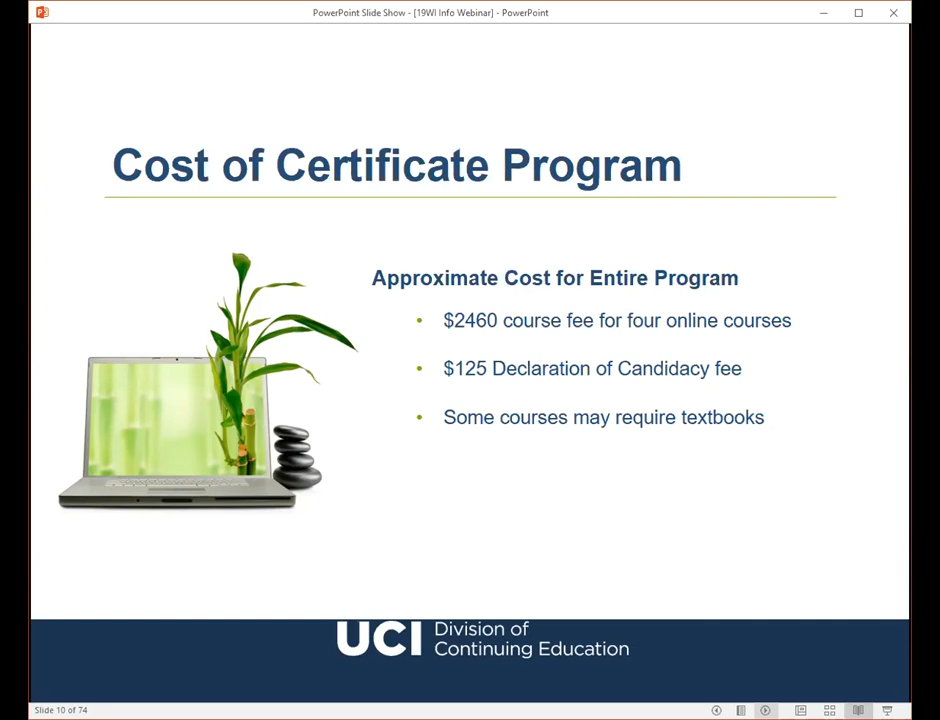 PowerPoint Slide Show - [19WI Info Webinar] - PowerPoint
Cost of Certificate Program
Approximate Cost for Entire Program
• $2460 course fee for four online courses
• $125 Declaration of Candidacy fee
• Some courses may require textbooks
UCI Division of
Continuing Education
Slide 10 of 74